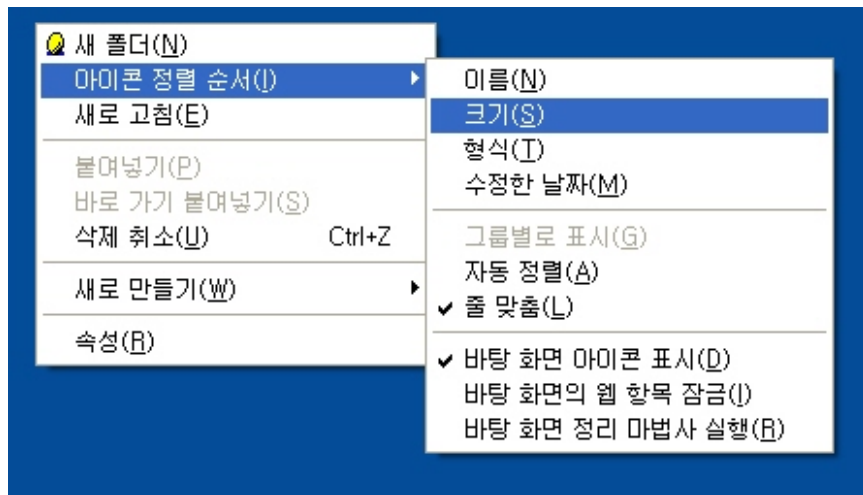 새 폴더(N)
아이콘 정렬 순서(I)
새로 고침(E)
붙여넣기(P)
바로 가기 붙여넣기(S)
삭제 취소(U) Ctrl+Z
새로 만들기(W)
속성(R)
이름(N)
크기(S)
형식(T)
수정한 날짜(M)
그룹별로 표시(G)
자동 정렬(A)
줄 맞춤(L)
바탕 화면 아이콘 표시(D)
바탕 화면의 웹 항목 잠금(I)
바탕 화면 정리 마법사 실행(R)